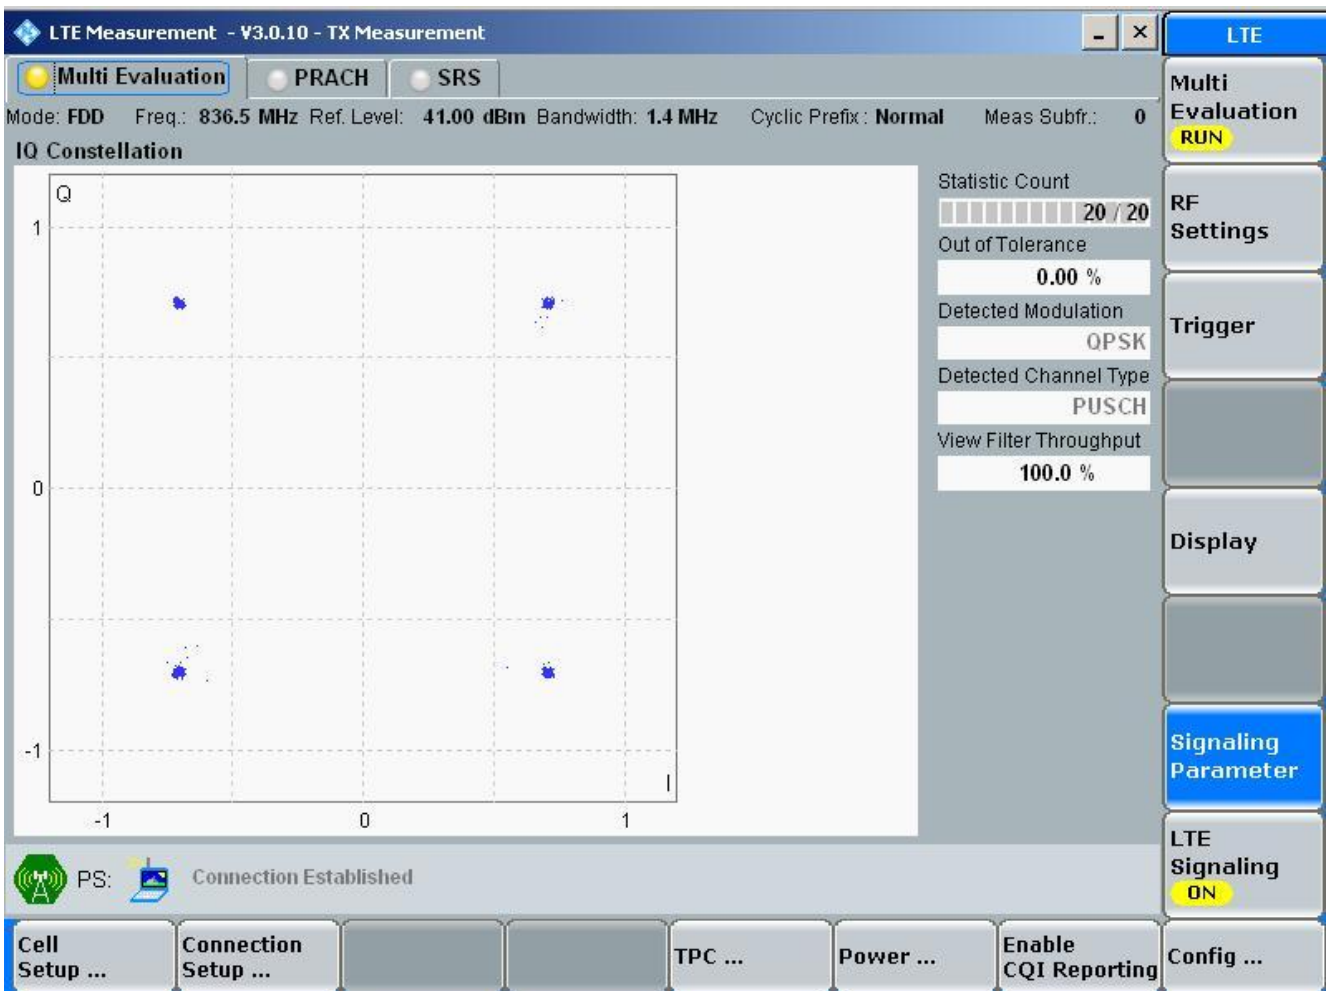 LTE Measurement - V3.0.10 - TX Measurement
LTE
Multi Evaluation PRACH SRS
Mode: FDD Freq.: 836.5 MHz Ref. Level: 41.00 dBm Bandwidth: 1.4 MHz Cyclic Prefix : Normal Meas Subfr.: 0
IQ Constellation
Q
1
0
-1
I
-1 0 1
Statistic Count
20 / 20
Out of Tolerance
0.00 %
Detected Modulation
QPSK
Detected Channel Type
PUSCH
View Filter Throughput
100.0 %
Multi
Evaluation
RUN
RF
Settings
Trigger
Display
Signaling
Parameter
LTE
Signaling
ON
PS: Connection Established
Cell
Setup ...
Connection
Setup ...
TPC ...
Power ...
Enable
CQI Reporting
Config ...